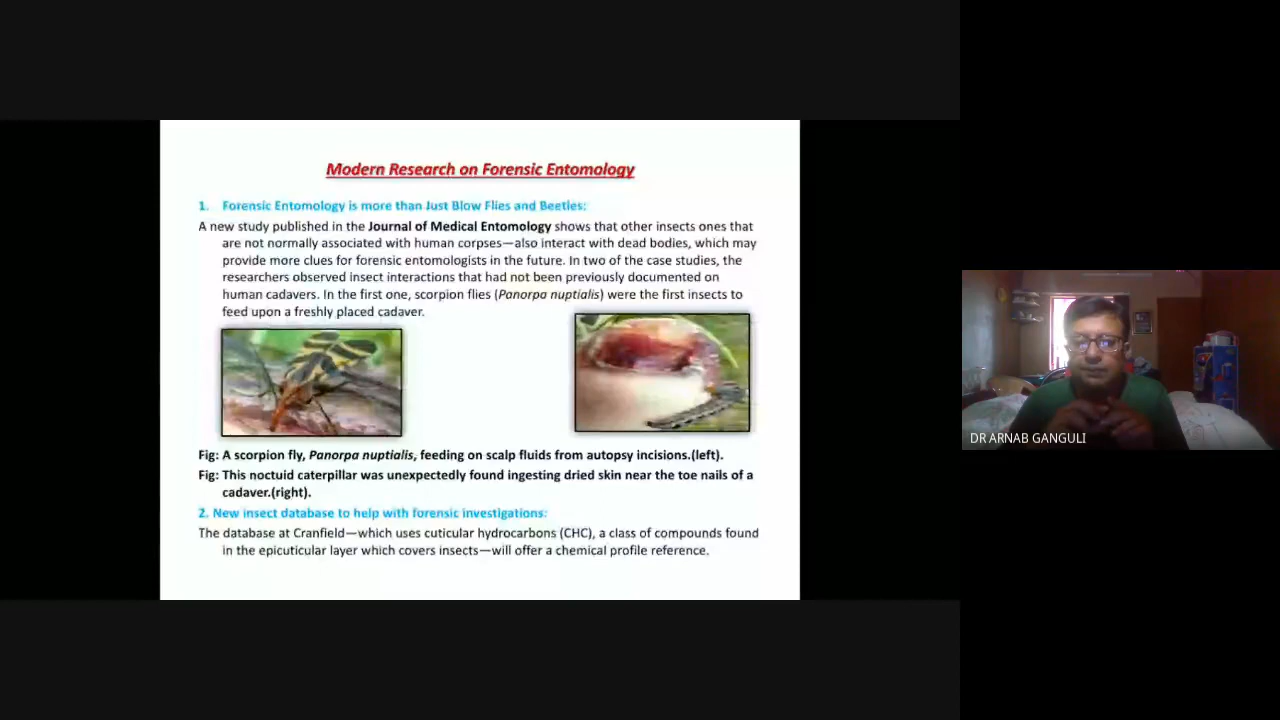 Modern Research on Forensic Entomology
1. Forensic Entomology is more than Just Blow Flies and Beetles:
A new study published in the Journal of Medical Entomology shows that other insects ones that
are not normally associated with human corpses—also interact with dead bodies, which may
provide more clues for forensic entomologists in the future. In two of the case studies, the
researchers observed insect interactions that had not been previously documented on
human cadavers. In the first one, scorpion flies (Panorpa nuptialis) were the first insects to
feed upon a freshly placed cadaver.
Fig: A scorpion fly, Panorpa nuptialis, feeding on scalp fluids from autopsy incisions.(left).
Fig: This noctuid caterpillar was unexpectedly found ingesting dried skin near the toe nails of a
cadaver.(right).
2. New insect database to help with forensic investigations:
The database at Cranfield—which uses cuticular hydrocarbons (CHC), a class of compounds found
in the epicuticular layer which covers insects—will offer a chemical profile reference.
DR ARNAB GANGULI